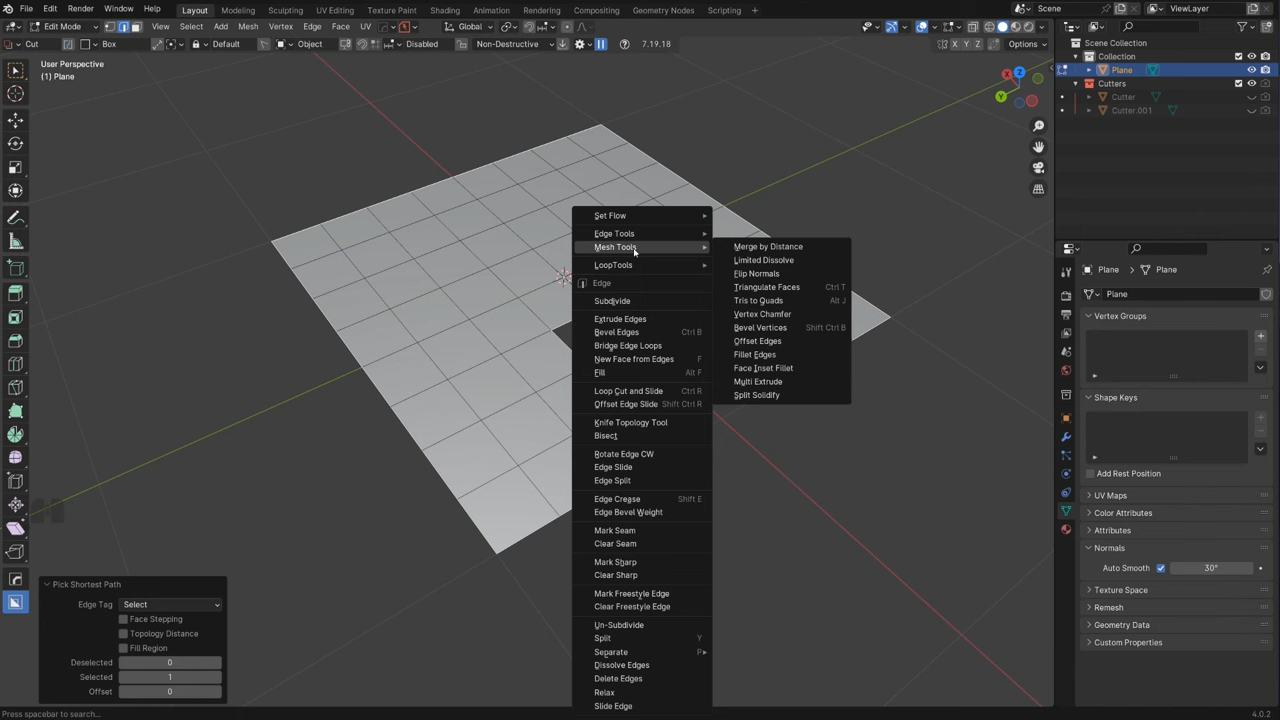 File Edit Render Window Help Layout Modeling Sculpting UV Editing Texture Paint Shading Animation Rendering Compositing Geometry Nodes Scripting + Scene ViewLayer
Edit Mode View Select Add Mesh Vertex Edge Face UV Global
Cut Box Default Object Disabled Non-Destructive 7.19.18 X Y Z Options
User Perspective
(1) Plane
X Z Y
Scene Collection
Collection
Plane
Cutters
Cutter
Cutter.001
Set Flow
Edge Tools
Mesh Tools
LoopTools
Edge
Subdivide
Extrude Edges
Bevel Edges Ctrl B
Bridge Edge Loops
New Face from Edges F
Fill Alt F
Loop Cut and Slide Ctrl R
Offset Edge Slide Shift Ctrl R
Knife Topology Tool
Bisect
Rotate Edge CW
Edge Slide
Edge Split
Edge Crease Shift E
Edge Bevel Weight
Mark Seam
Clear Seam
Mark Sharp
Clear Sharp
Mark Freestyle Edge
Clear Freestyle Edge
Un-Subdivide
Split Y
Separate P
Dissolve Edges
Delete Edges
Relax
Slide Edge
Merge by Distance
Limited Dissolve
Flip Normals
Triangulate Faces Ctrl T
Tris to Quads Alt J
Vertex Chamfer
Bevel Vertices Shift Ctrl B
Offset Edges
Fillet Edges
Face Inset Fillet
Multi Extrude
Split Solidify
Plane Plane
Plane
Vertex Groups
Shape Keys
Add Rest Position
UV Maps
Color Attributes
Attributes
Normals
Auto Smooth 30°
Texture Space
Remesh
Geometry Data
Custom Properties
Pick Shortest Path
Edge Tag Select
Face Stepping
Topology Distance
Fill Region
Deselected 0
Selected 1
Offset 0
Press spacebar to search... 4.0.2